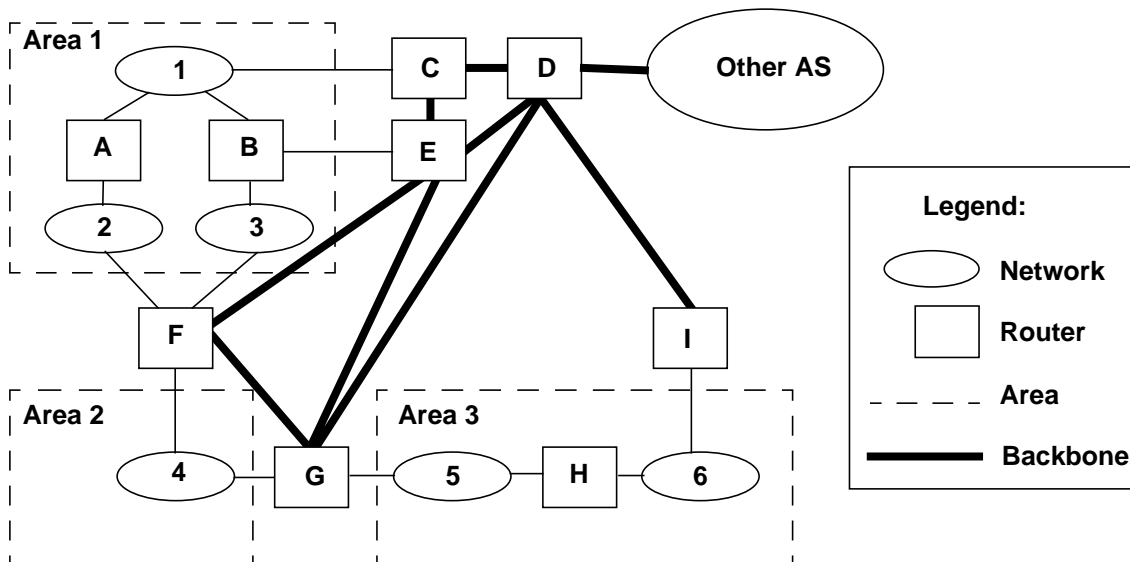 Area 1
1
C
D
Other AS
A
B
E
2
3
Legend:
Network
F
I
Router
Area 2
Area 3
Area
4
G
5
H
6
Backbone